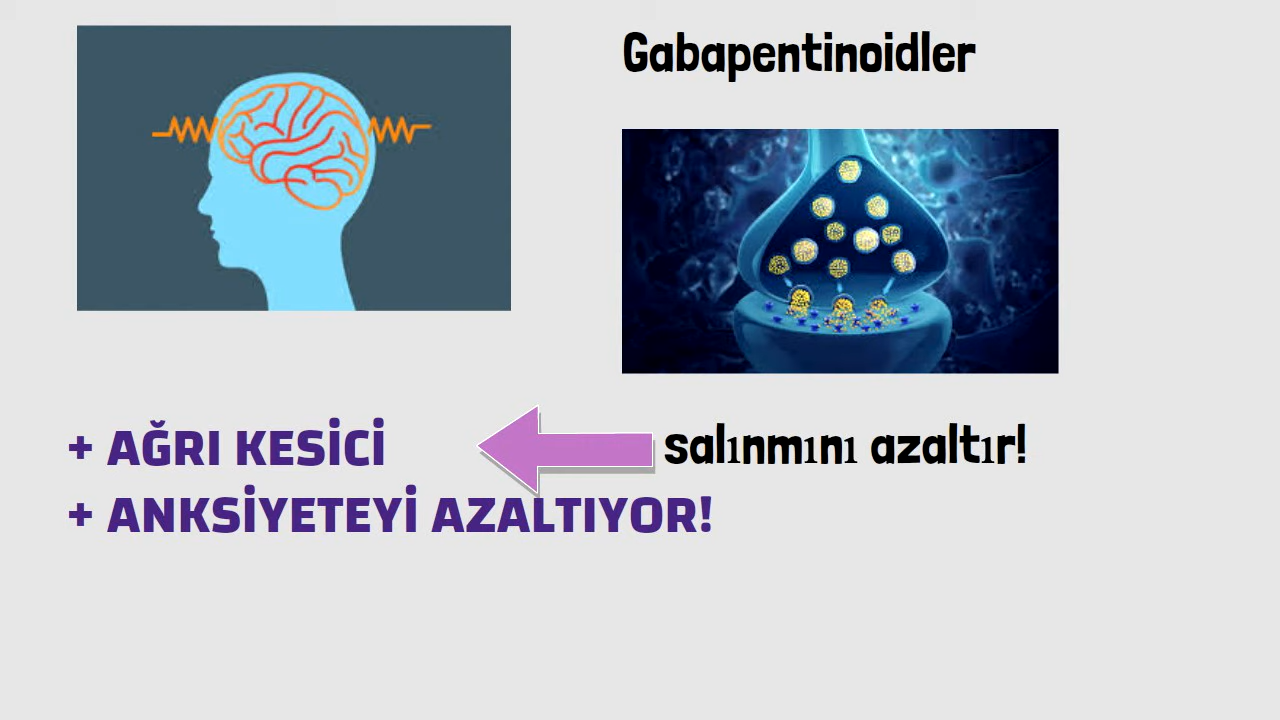 Gabapentinoidler
salınmını azaltır!
+ AĞRI KESİCİ
+ ANKSİYETEYİ AZALTIYOR!